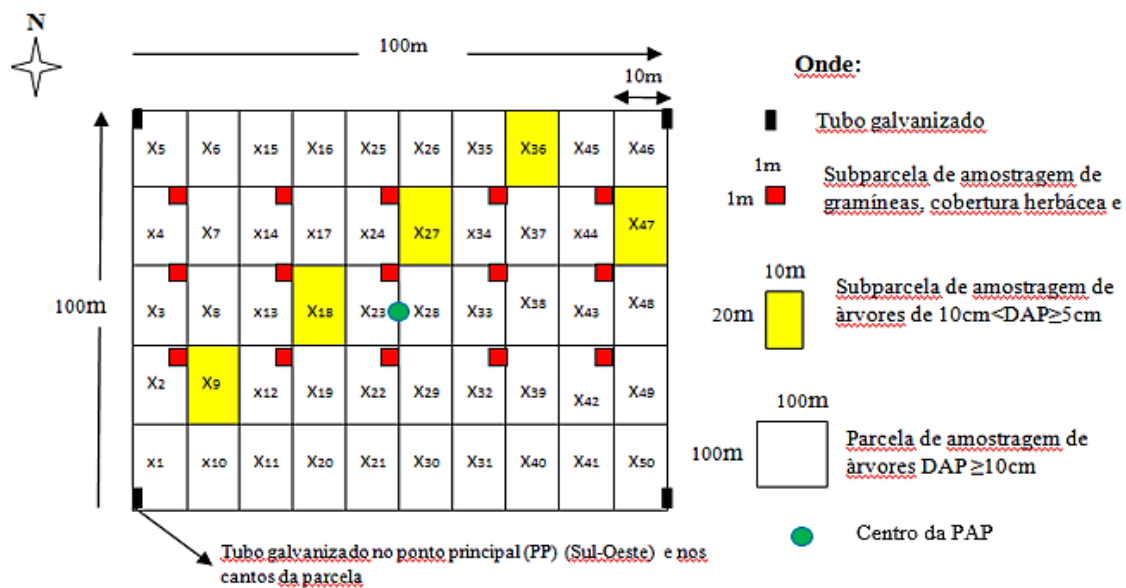 N
100m
10m
100m
X5 X6 X15 X16 X25 X26 X35 X36 X45 X46
X4 X7 X14 X17 X24 X27 X34 X37 X44 X47
X3 X8 X13 X18 X23 X28 X33 X38 X43 X48
X2 X9 X12 X19 X22 X29 X32 X39 X42 X49
X1 X10 X11 X20 X21 X30 X31 X40 X41 X50
Tubo galvanizado no ponto principal (PP) (Sul-Oeste) e nos
cantos da parcela
Onde:
Tubo galvanizado
1m
1m
Subparcela de amostragem de
gramíneas, cobertura herbácea e
10m
20m
Subparcela de amostragem de
àrvores de 10cm<DAP≥5cm
100m
100m
Parcela de amostragem de
àrvores DAP ≥10cm
Centro da PAP